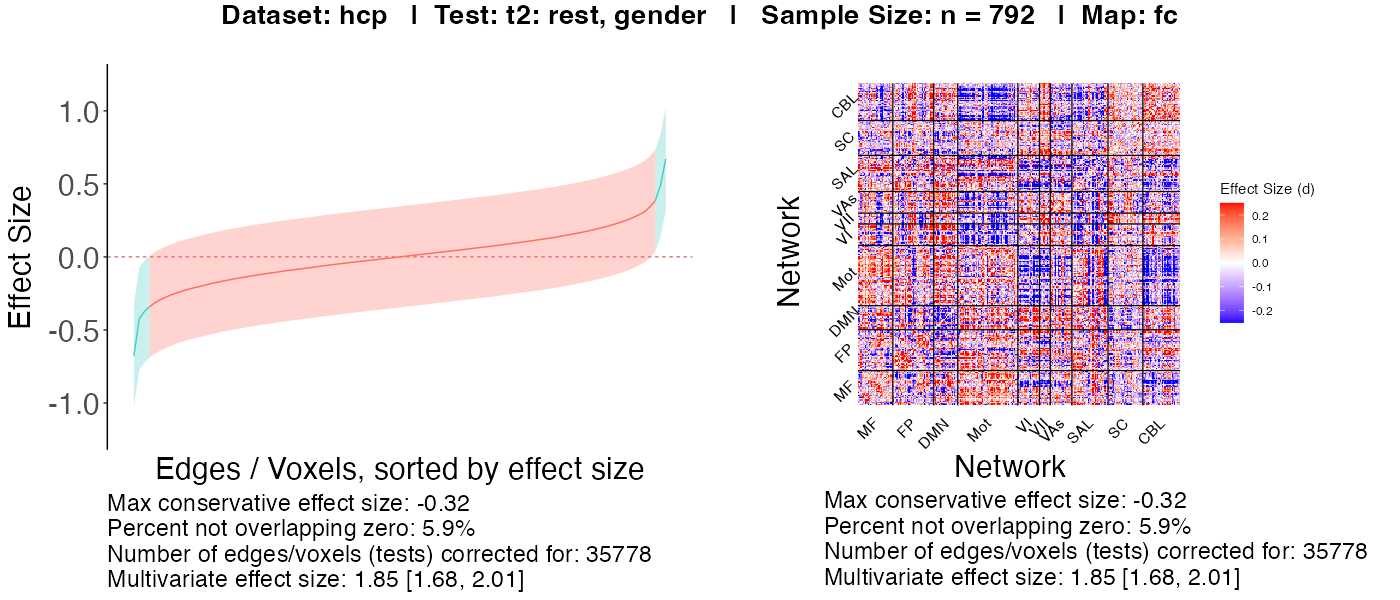 Dataset: hcp | Test: t2: rest, gender | Sample Size: n = 792 | Map: fc
Effect Size
1.0
0.5
0.0
-0.5
-1.0
Edges / Voxels, sorted by effect size
Max conservative effect size: -0.32
Percent not overlapping zero: 5.9%
Number of edges/voxels (tests) corrected for: 35778
Multivariate effect size: 1.85 [1.68, 2.01]
Network
CBL
SC
SAL
VAs
VII
VI
Mot
DMN
FP
MF
MF
FP
DMN
Mot
VI
VII
VAs
SAL
SC
CBL
Network
Effect Size (d)
0.2
0.1
0.0
-0.1
-0.2
Max conservative effect size: -0.32
Percent not overlapping zero: 5.9%
Number of edges/voxels (tests) corrected for: 35778
Multivariate effect size: 1.85 [1.68, 2.01]